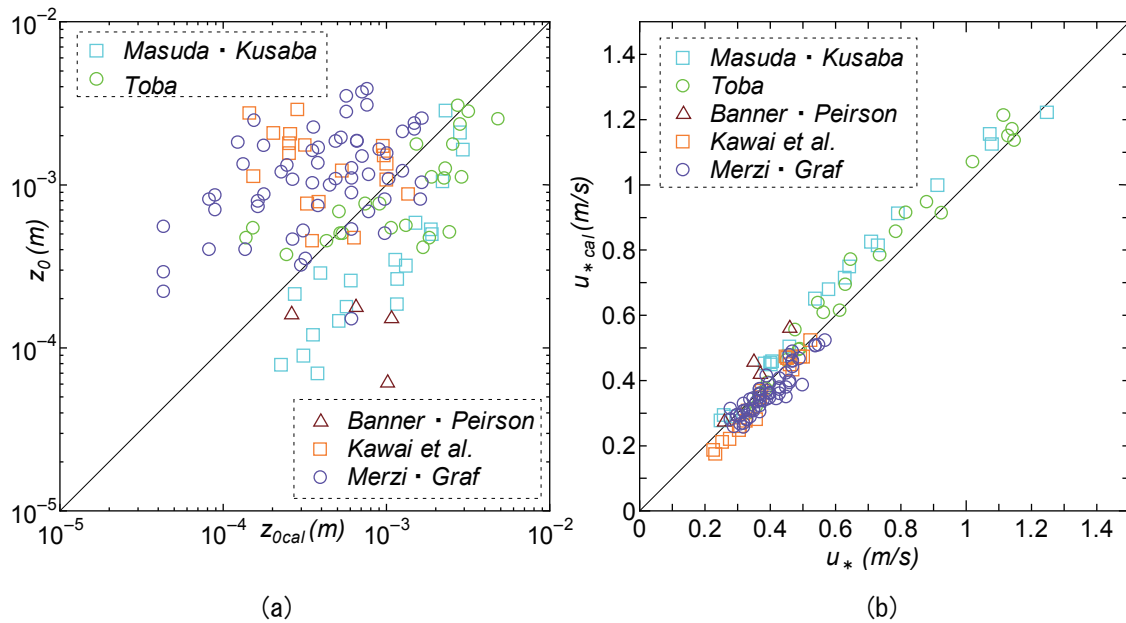 10⁻²
Masuda・Kusaba
Toba
10⁻³
z₀ (m)
10⁻⁴
Banner・Peirson
Kawai et al.
Merzi・Graf
10⁻⁵
10⁻⁵ 10⁻⁴ 10⁻³ 10⁻²
z₀cal (m)
(a)
Masuda・Kusaba
Toba
Banner・Peirson
Kawai et al.
Merzi・Graf
1.4
1.2
1
0.8
0.6
0.4
0.2
0
u* cal (m/s)
0 0.2 0.4 0.6 0.8 1 1.2 1.4
u* (m/s)
(b)